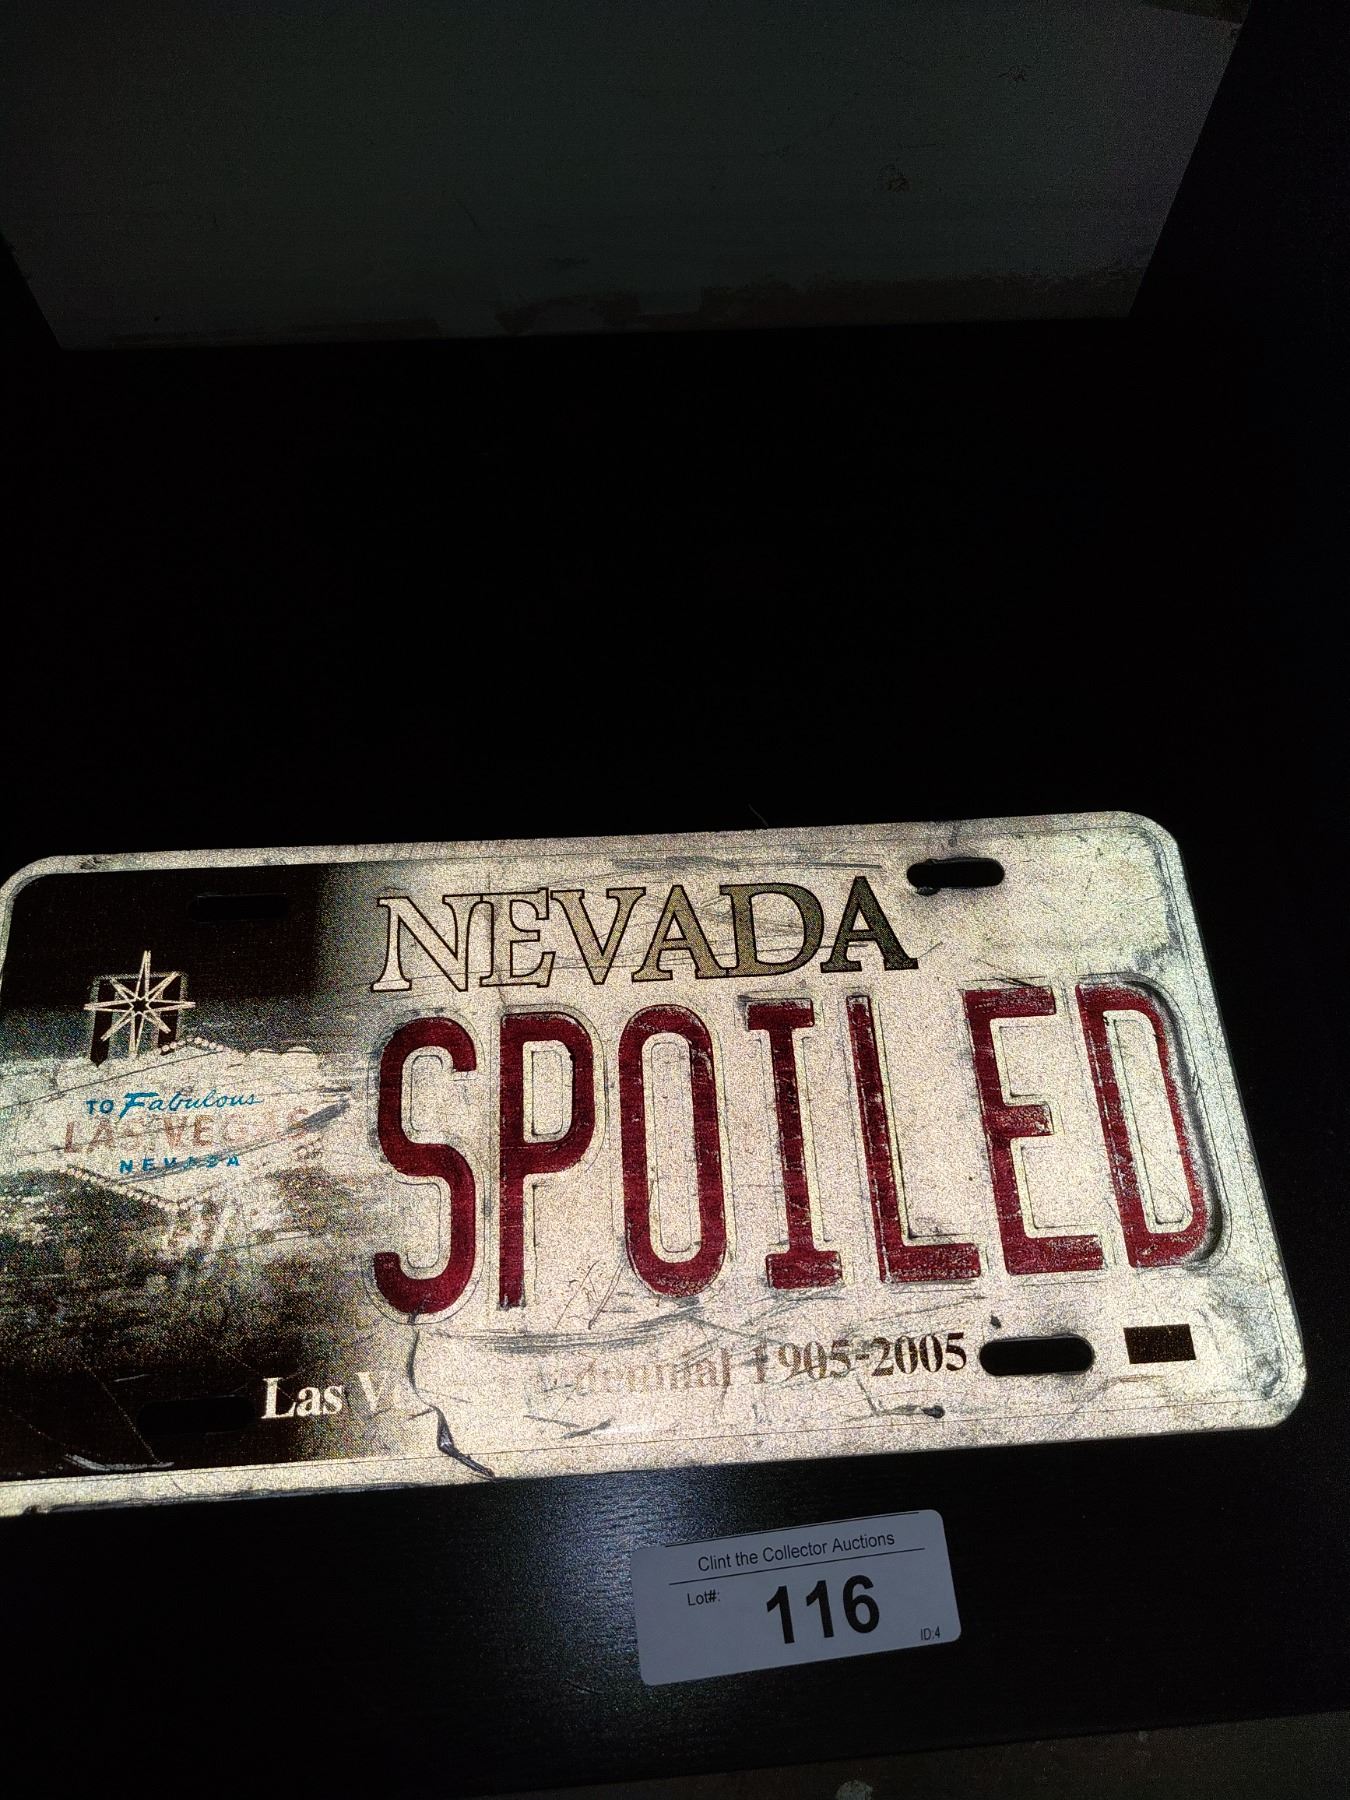 NEVADA
SPOILED
TO Fabulous
LAS VEGAS
NEVADA
Las 1905-2005
Clint the Collector Auctions
Lot#:
116
ID:4